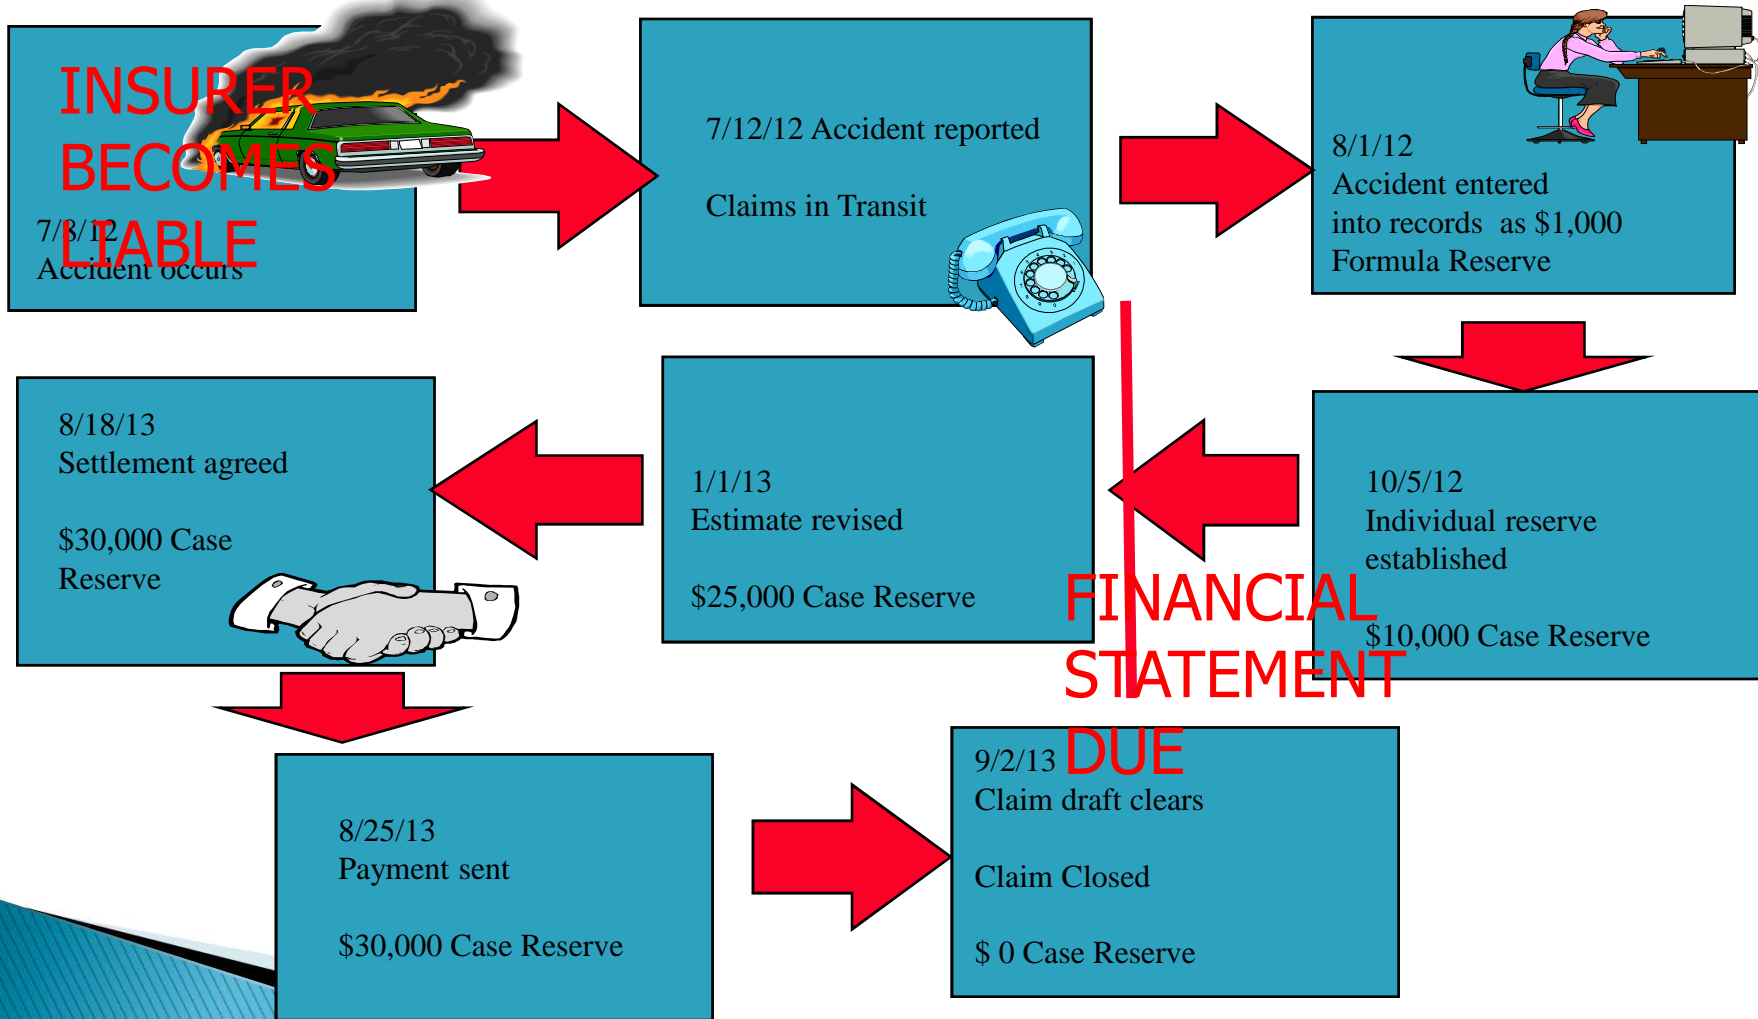 INSURER
BECOMES
LIABLE
7/8/12
Accident occurs
7/12/12 Accident reported
Claims in Transit
8/1/12
Accident entered
into records as $1,000
Formula Reserve
10/5/12
Individual reserve
established
$10,000 Case Reserve
FINANCIAL
STATEMENT
DUE
1/1/13
Estimate revised
$25,000 Case Reserve
8/18/13
Settlement agreed
$30,000 Case
Reserve
8/25/13
Payment sent
$30,000 Case Reserve
9/2/13
Claim draft clears
Claim Closed
$ 0 Case Reserve